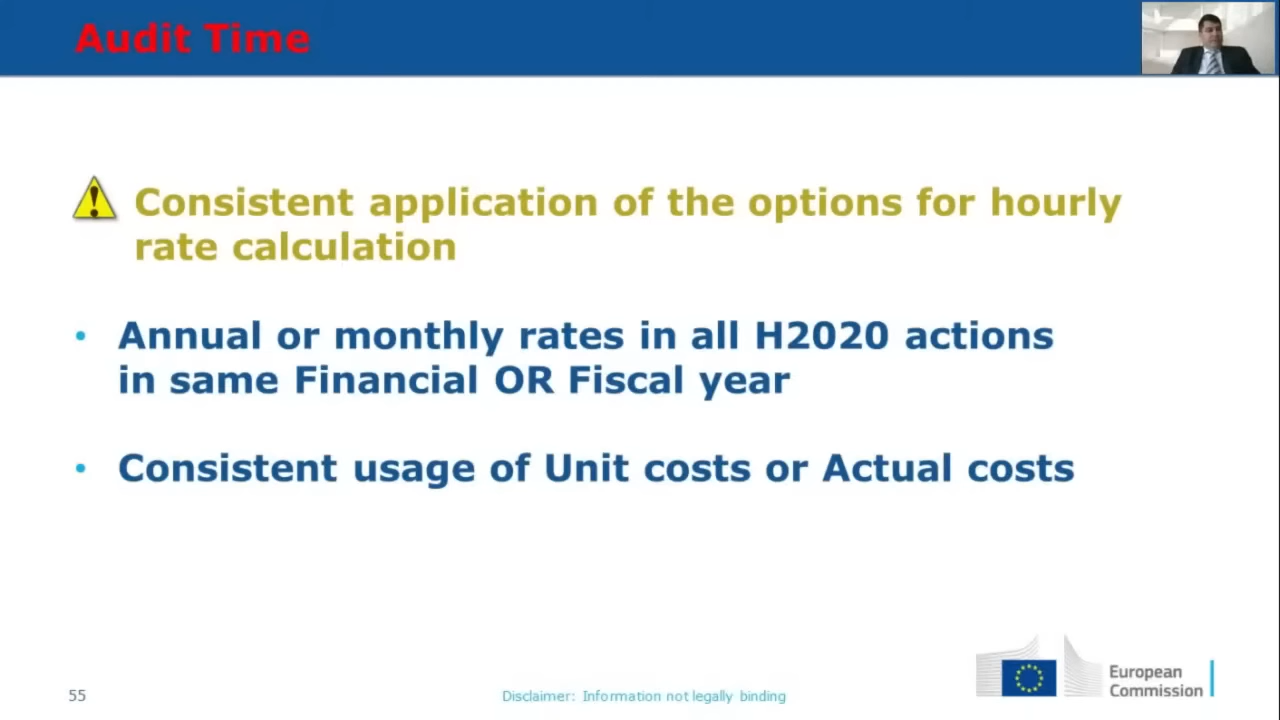 Audit Time
Consistent application of the options for hourly
rate calculation
• Annual or monthly rates in all H2020 actions
in same Financial OR Fiscal year
• Consistent usage of Unit costs or Actual costs
55
Disclaimer: Information not legally binding
European
Commission